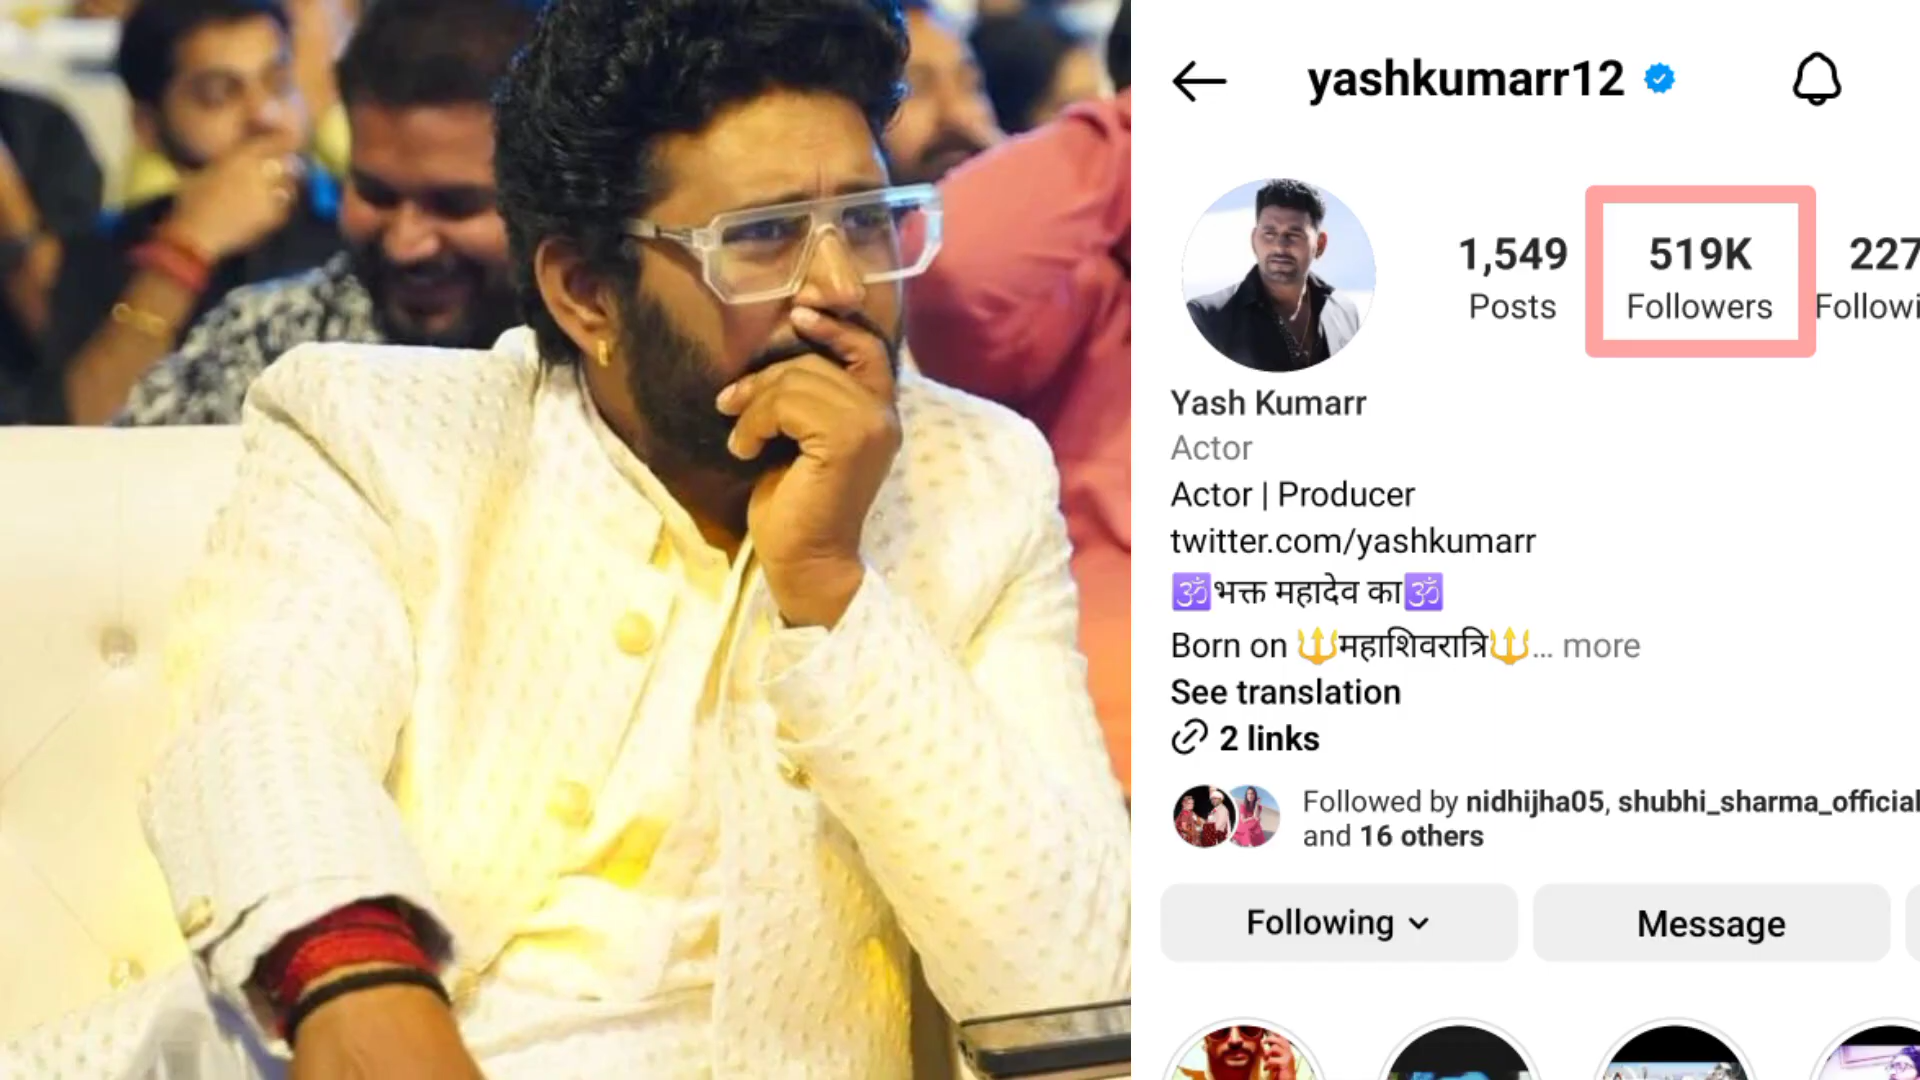 yashkumarr12
1,549 519K 227
Posts Followers Followi
Yash Kumarr
Actor
Actor | Producer
twitter.com/yashkumarr
🕉️भक्त महादेव का🕉️
Born on 🔱महाशिवरात्रि🔱... more
See translation
2 links
Followed by nidhijha05, shubhi_sharma_official
and 16 others
Following Message